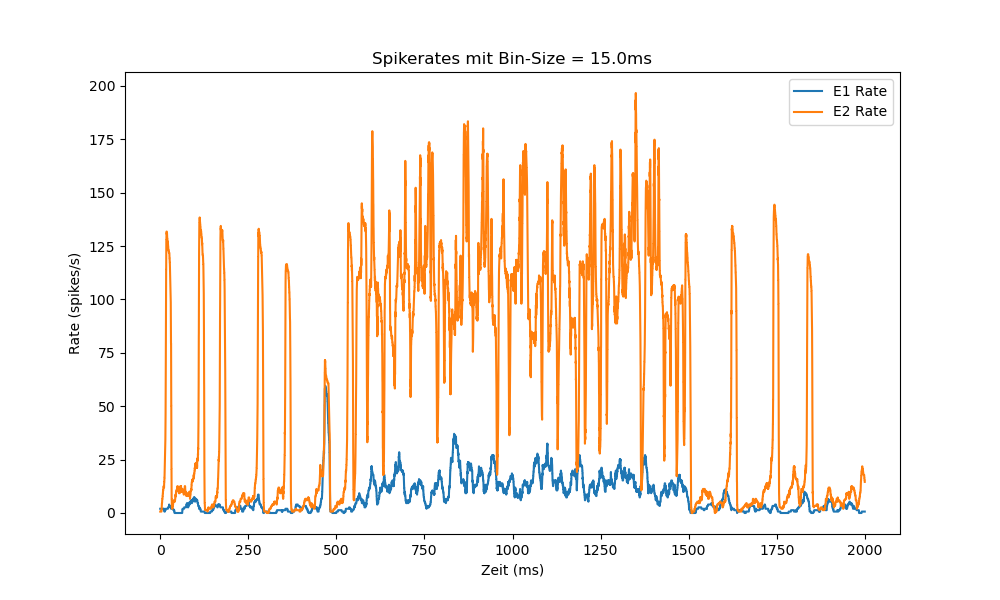 Spikerates mit Bin-Size = 15.0ms
E1 Rate
E2 Rate
200
175
150
125
100
75
50
25
0
Rate (spikes/s)
0 250 500 750 1000 1250 1500 1750 2000
Zeit (ms)